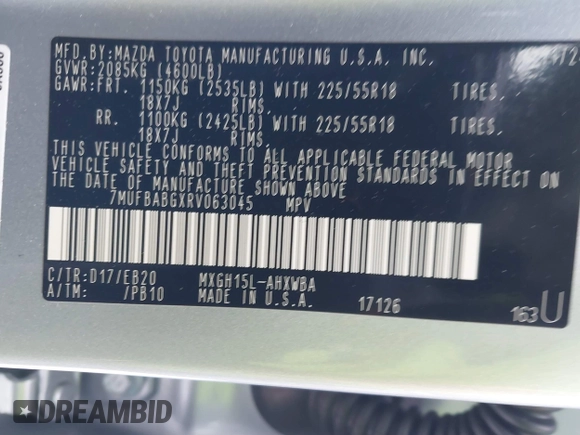 MFD.BY:MAZDA TOYOTA MANUFACTURING U.S.A. INC.
GVWR:2085KG (4600LB)
GAWR:FRT. 1150KG (2535LB) WITH 225/55R18 TIRES.
18X7J RIMS.
RR. 1100KG (2425LB) WITH 225/55R18 TIRES.
18X7J RIMS.
THIS VEHICLE CONFORMS TO ALL APPLICABLE FEDERAL MOTOR
VEHICLE SAFETY AND THEFT PREVENTION STANDARDS IN EFFECT ON
THE DATE OF MANUFACTURE SHOWN ABOVE
7MUFBABGXRV063045 MPV
C/TR:D17/EB20 MXGH15L-AHXWBA
A/TM: /PB10 MADE IN U.S.A. 17126
163U
DREAMBID